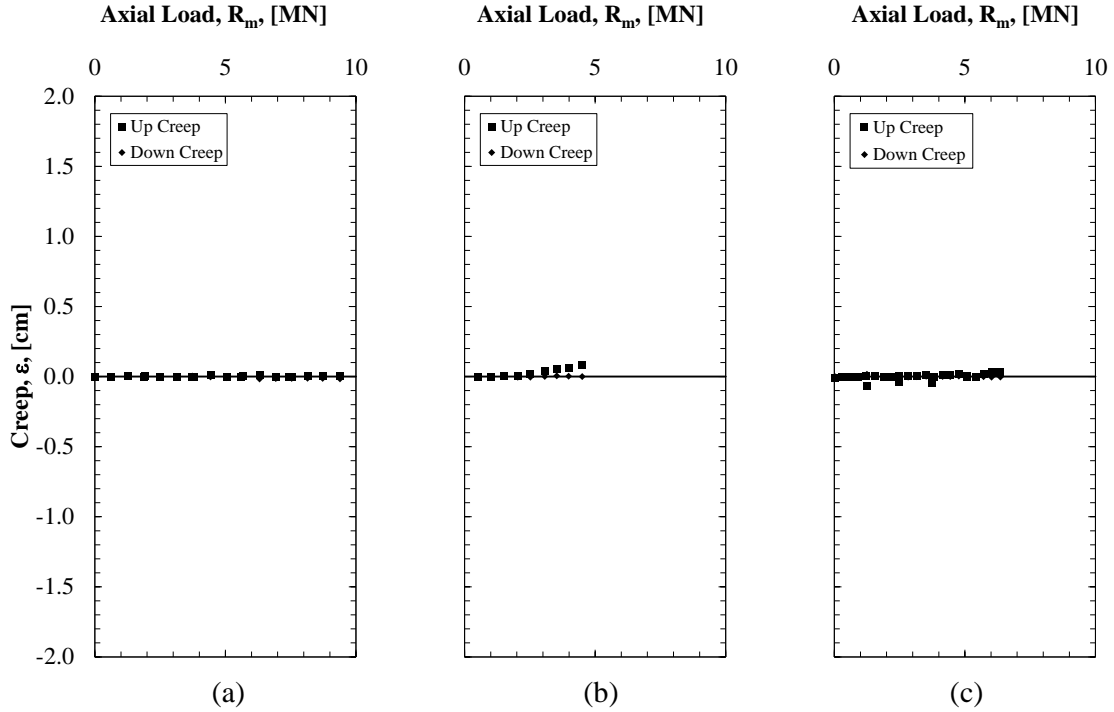 Axial Load, Rm, [MN] Axial Load, Rm, [MN] Axial Load, Rm, [MN]
0 5 10 0 5 10 0 5 10
2.0
Up Creep Up Creep Up Creep
Down Creep Down Creep Down Creep
1.5
1.0
0.5
0.0
-0.5
-1.0
-1.5
-2.0
Creep, ε, [cm]
(a) (b) (c)